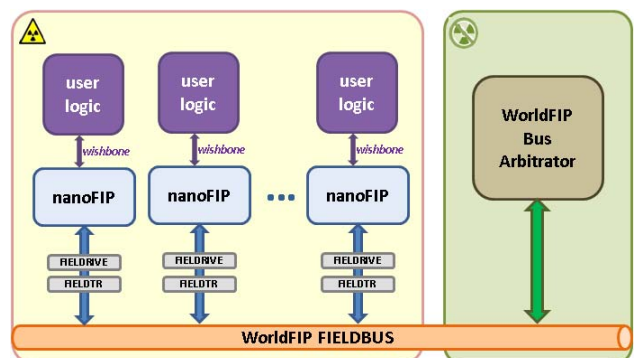 user
logic
user
logic
user
logic
wishbone
wishbone
wishbone
nanoFIP
nanoFIP
nanoFIP
FIELDRIVE
FIELDTR
FIELDRIVE
FIELDTR
FIELDRIVE
FIELDTR
WorldFIP
Bus
Arbitrator
WorldFIP FIELDBUS